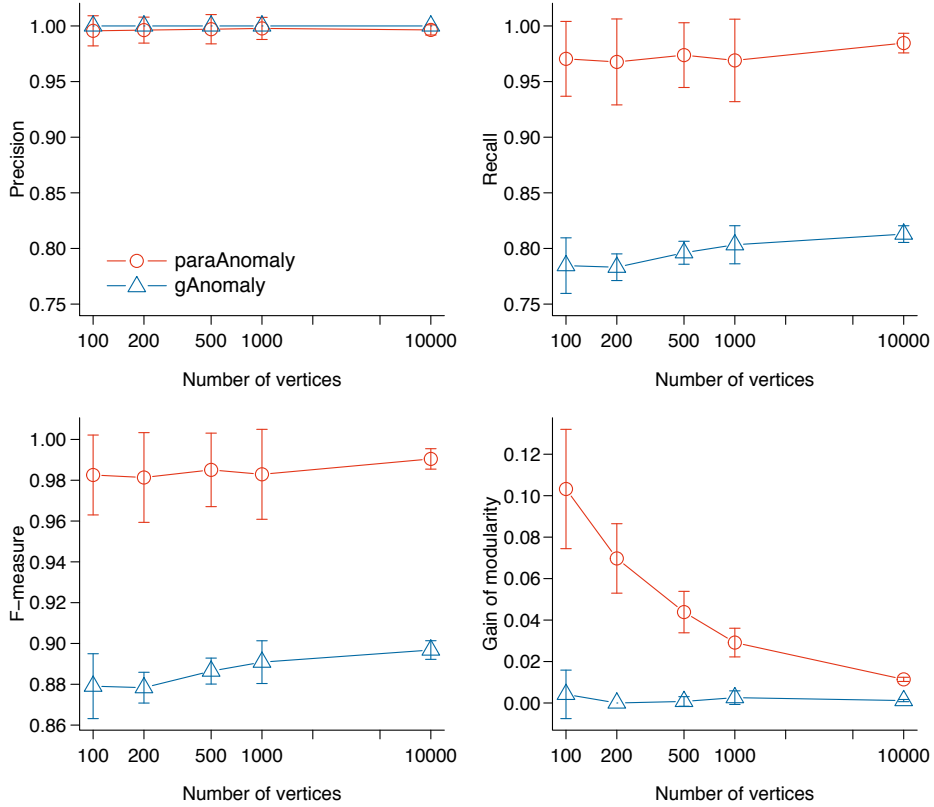 1.00
0.95
0.90
0.85
0.80
0.75
Precision
paraAnomaly
gAnomaly
100 200 500 1000 10000
Number of vertices
1.00
0.95
0.90
0.85
0.80
0.75
Recall
100 200 500 1000 10000
Number of vertices
1.00
0.98
0.96
0.94
0.92
0.90
0.88
0.86
F−measure
100 200 500 1000 10000
Number of vertices
0.12
0.10
0.08
0.06
0.04
0.02
0.00
Gain of modularity
100 200 500 1000 10000
Number of vertices